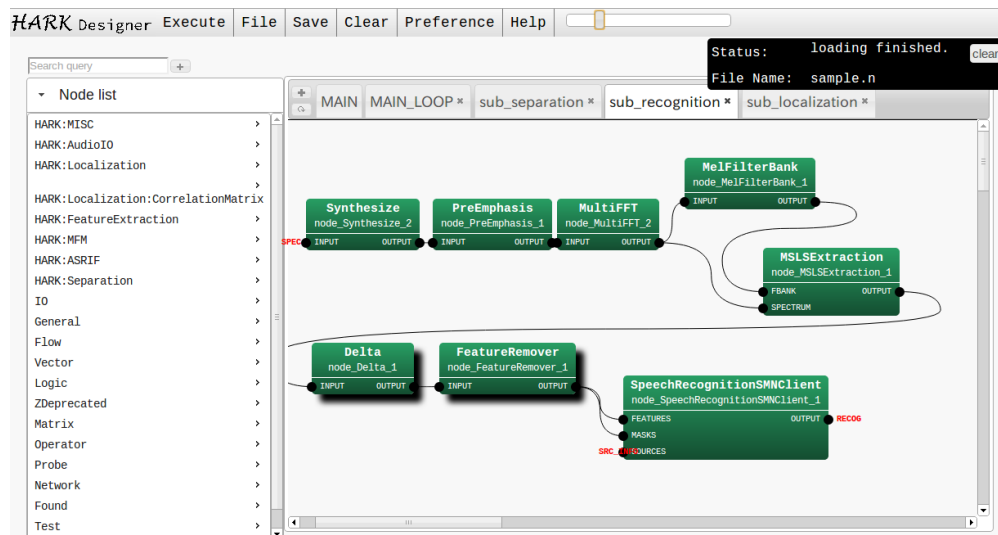 HARK Designer Execute File Save Clear Preference Help
Status: loading finished. clear
File Name: sample.n
Search query +
Node list
MAIN MAIN_LOOP × sub_separation × sub_recognition × sub_localization ×
HARK:MISC
HARK:AudioIO
HARK:Localization
HARK:Localization:CorrelationMatrix
HARK:FeatureExtraction
HARK:MFM
HARK:ASRIF
HARK:Separation
IO
General
Flow
Vector
Logic
ZDeprecated
Matrix
Operator
Probe
Network
Found
Test
MelFilterBank
node_MelFilterBank_1
INPUT OUTPUT
Synthesize
node_Synthesize_2
SPEC INPUT OUTPUT
PreEmphasis
node_PreEmphasis_1
INPUT OUTPUT
MultiFFT
node_MultiFFT_2
INPUT OUTPUT
MSLSExtraction
node_MSLSExtraction_1
FBANK OUTPUT
SPECTRUM
Delta
node_Delta_1
INPUT OUTPUT
FeatureRemover
node_FeatureRemover_1
INPUT OUTPUT
SpeechRecognitionSMNClient
node_SpeechRecognitionSMNClient_1
FEATURES OUTPUT RECOG
MASKS